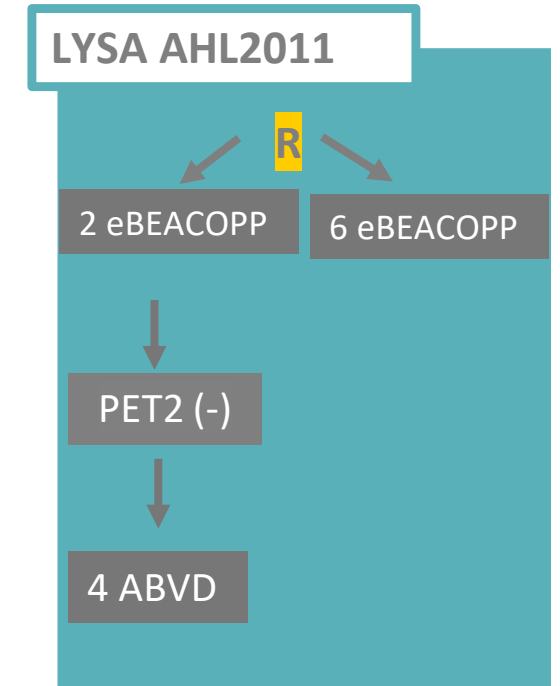 LYSA AHL2011
R
2 eBEACOPP
6 eBEACOPP
PET2 (-)
4 ABVD